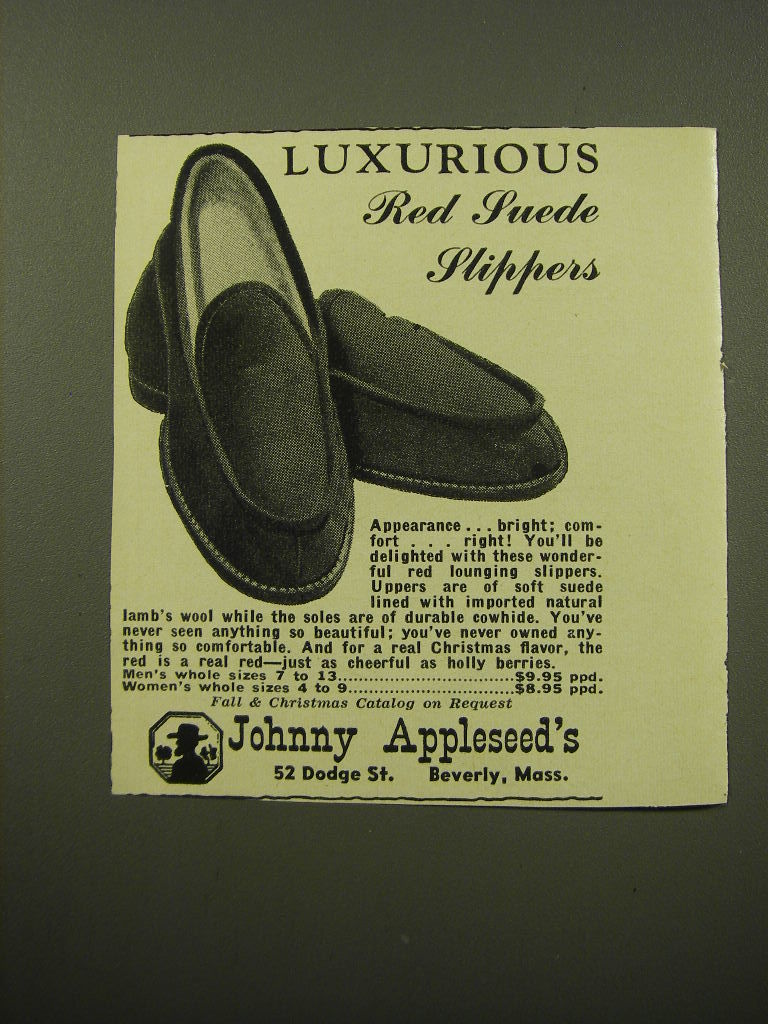 LUXURIOUS
Red Suede
Slippers
Appearance . . . bright; com-
fort . . . right! You'll be
delighted with these wonder-
ful red lounging slippers.
Uppers are of soft suede
lined with imported natural
lamb's wool while the soles are of durable cowhide. You've
never seen anything so beautiful; you've never owned any-
thing so comfortable. And for a real Christmas flavor, the
red is a real red—just as cheerful as holly berries.
Men's whole sizes 7 to 13................................$9.95 ppd.
Women's whole sizes 4 to 9..............................$8.95 ppd.
Fall & Christmas Catalog on Request
Johnny Appleseed's
52 Dodge St. Beverly, Mass.